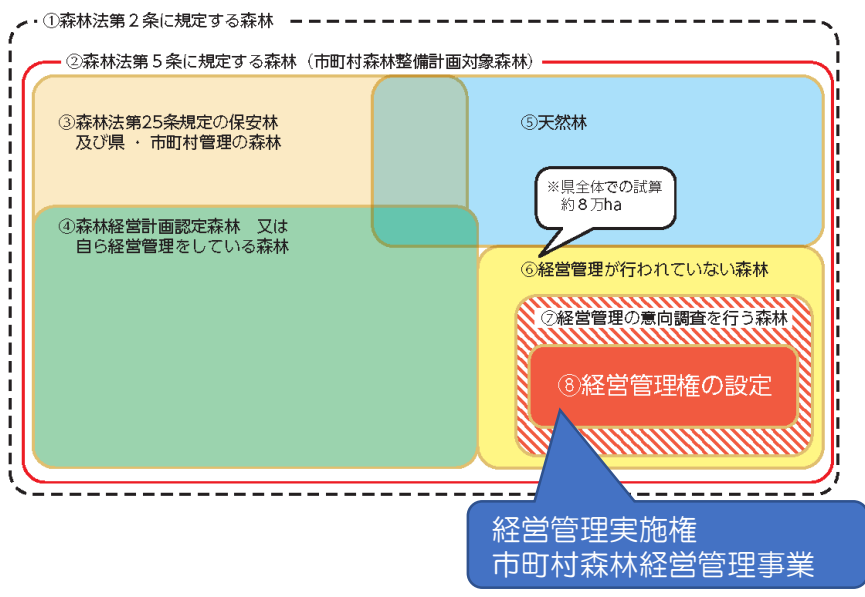 ①森林法第２条に規定する森林
②森林法第５条に規定する森林（市町村森林整備計画対象森林）
③森林法第25条規定の保安林
及び県・市町村管理の森林
⑤天然林
※県全体での試算
約８万ha
④森林経営計画認定森林　又は
自ら経営管理をしている森林
⑥経営管理が行われていない森林
⑦経営管理の意向調査を行う森林
⑧経営管理権の設定
経営管理実施権
市町村森林経営管理事業